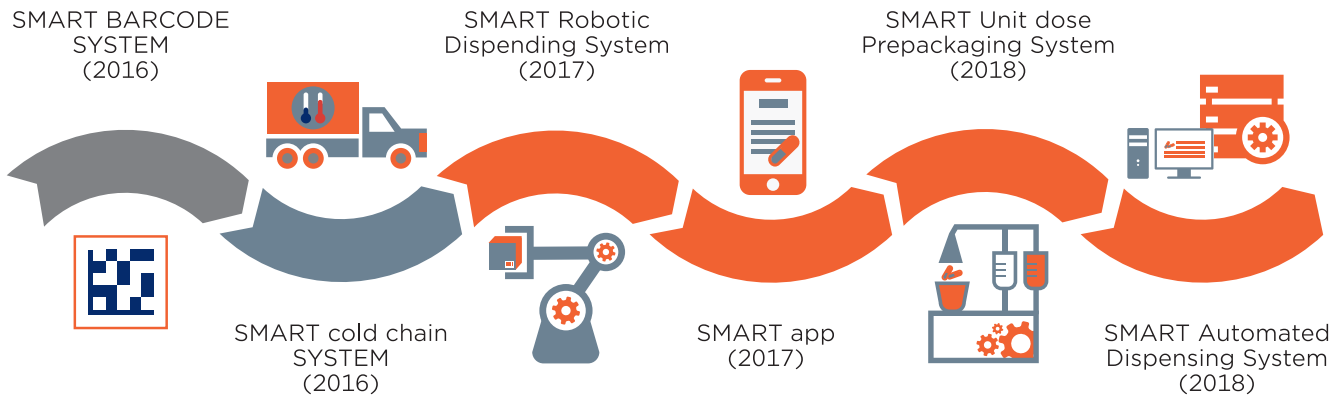 SMART BARCODE
SYSTEM
(2016)
SMART cold chain
SYSTEM
(2016)
SMART Robotic
Dispending System
(2017)
SMART app
(2017)
SMART Unit dose
Prepackaging System
(2018)
SMART Automated
Dispensing System
(2018)